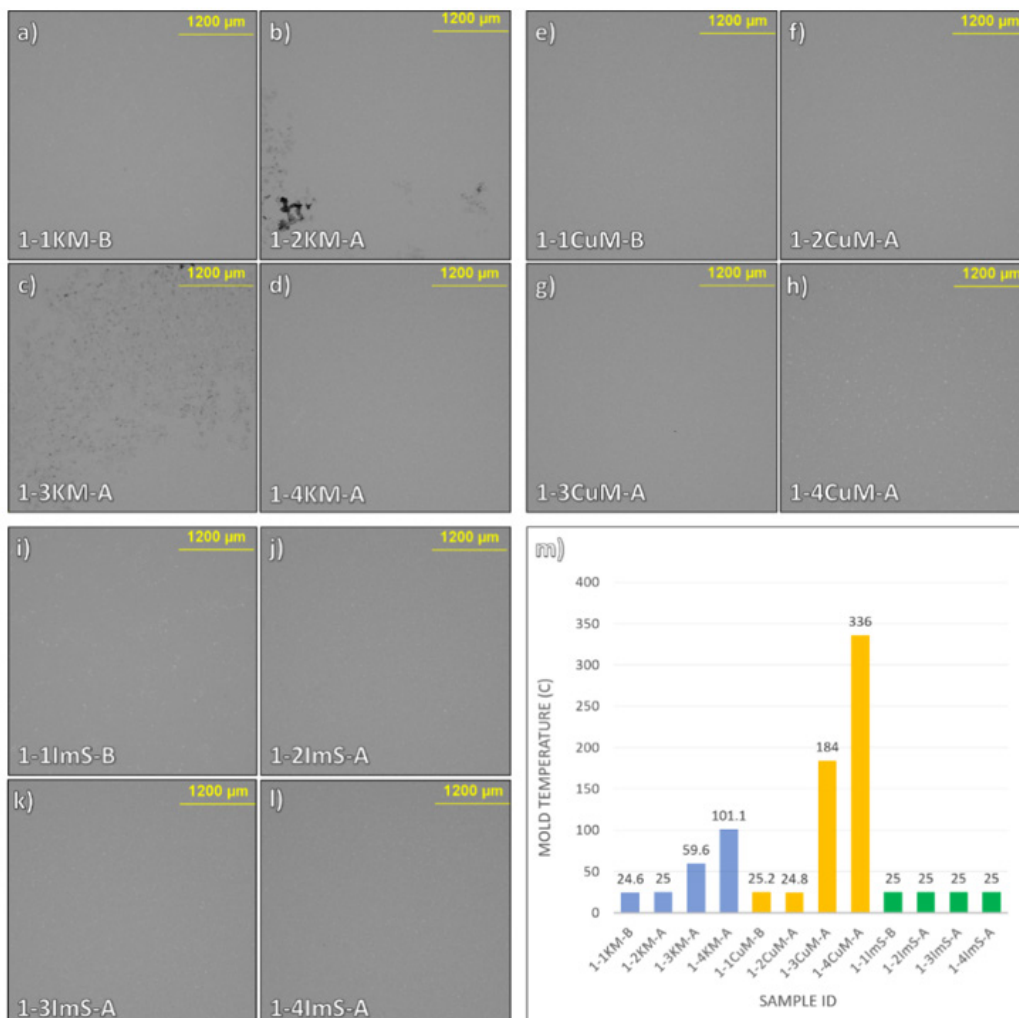 a)
1200 µm
1-1KM-B
b)
1200 µm
1-2KM-A
c)
1200 µm
1-3KM-A
d)
1200 µm
1-4KM-A
e)
1200 µm
1-1CuM-B
f)
1200 µm
1-2CuM-A
g)
1200 µm
1-3CuM-A
h)
1200 µm
1-4CuM-A
i)
1200 µm
1-1ImS-B
j)
1200 µm
1-2ImS-A
k)
1200 µm
1-3ImS-A
l)
1200 µm
1-4ImS-A
m)
MOLD TEMPERATURE (C)
400
350
300
250
200
150
100
50
0
24.6
25
59.6
101.1
25.2
24.8
184
336
25
25
25
25
1-1KM-B
1-2KM-A
1-3KM-A
1-4KM-A
1-1CuM-B
1-2CuM-A
1-3CuM-A
1-4CuM-A
1-1ImS-B
1-2ImS-A
1-3ImS-A
1-4ImS-A
SAMPLE ID